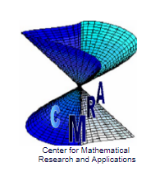 C
M
R
A
Center for Mathematical
Research and Applications